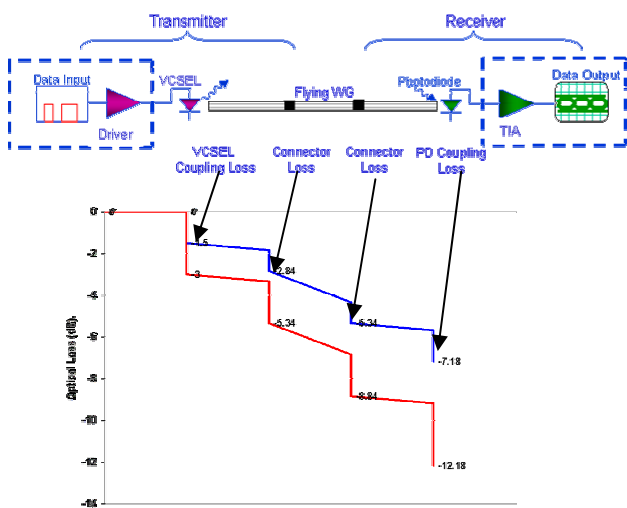 Transmitter
Receiver
Data Input
VCSEL
Flying WG
Photodiode
Data Output
Driver
TIA
VCSEL Coupling Loss
Connector Loss
Connector Loss
PD Coupling Loss
Optical Loss (dB).
0
-2
-4
-6
-8
-10
-12
-14
0
0
-1.5
-3
-2.84
-5.34
-5.34
-8.84
-7.18
-12.18